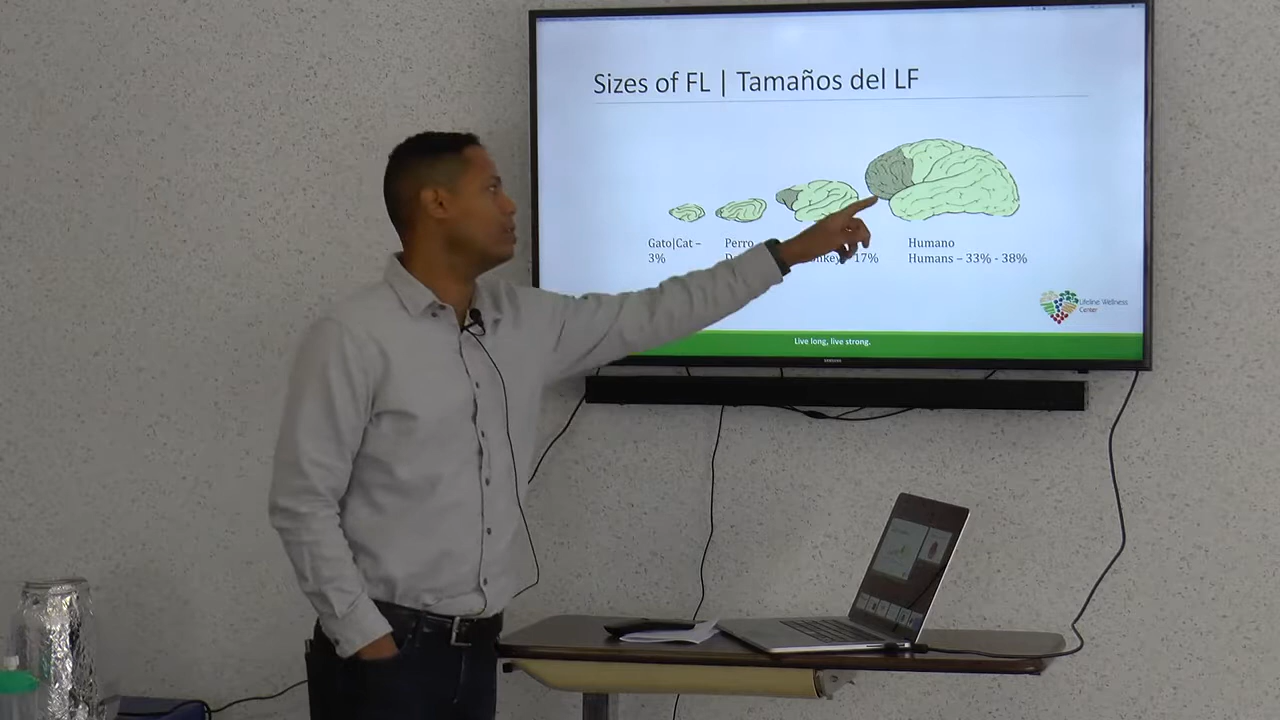 Sizes of FL | Tamaños del LF
Gato|Cat –
3%
Perro
17%
Humano
Humans – 33% - 38%
Lifeline Wellness
Center
Live long, live strong.
SAMSUNG